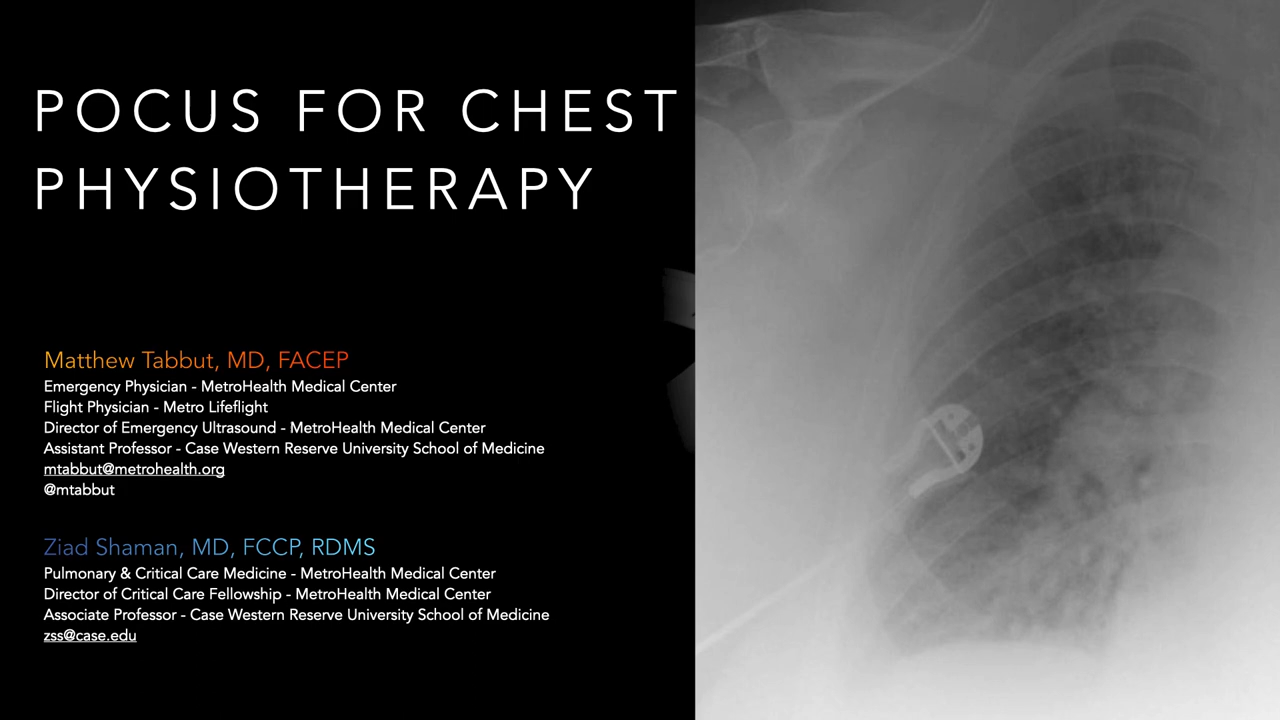 POCUS FOR CHEST
PHYSIOTHERAPY
Matthew Tabbut, MD, FACEP
Emergency Physician - MetroHealth Medical Center
Flight Physician - Metro Lifeflight
Director of Emergency Ultrasound - MetroHealth Medical Center
Assistant Professor - Case Western Reserve University School of Medicine
mtabbut@metrohealth.org
@mtabbut
Ziad Shaman, MD, FCCP, RDMS
Pulmonary & Critical Care Medicine - MetroHealth Medical Center
Director of Critical Care Fellowship - MetroHealth Medical Center
Associate Professor - Case Western Reserve University School of Medicine
zss@case.edu